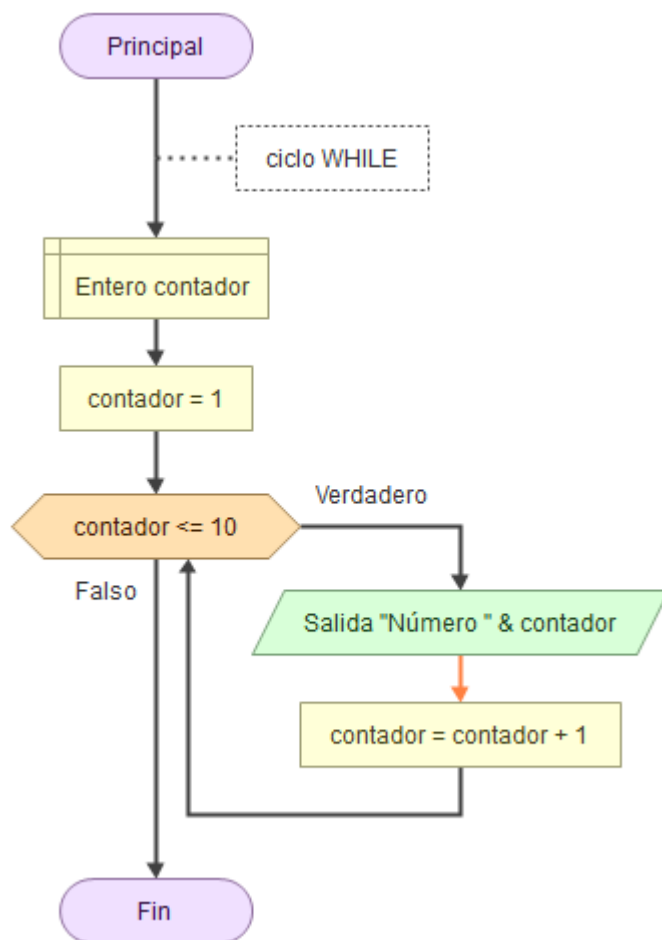 Principal
ciclo WHILE
Entero contador
contador = 1
contador <= 10
Verdadero
Falso
Salida "Número " & contador
contador = contador + 1
Fin